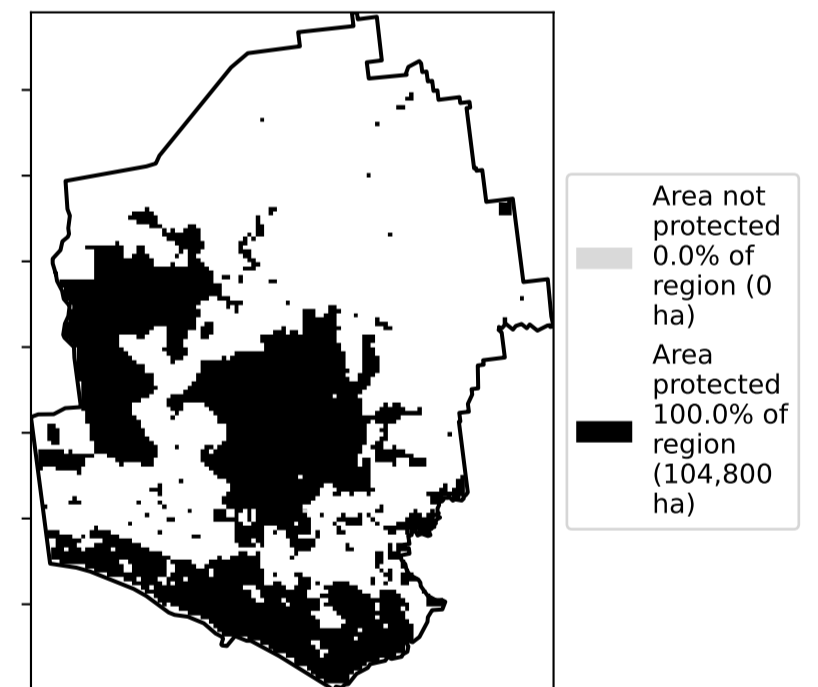 Area not
protected
0.0% of
region (0
ha)
Area
protected
100.0% of
region
(104,800
ha)